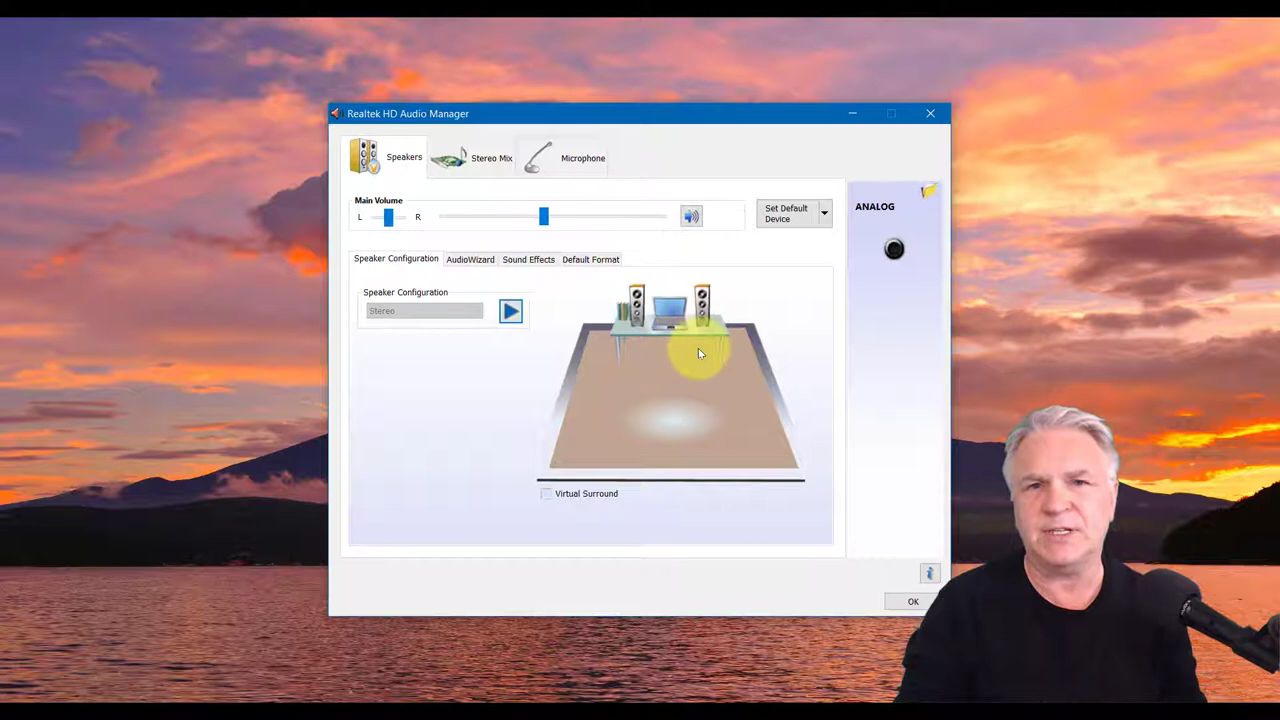 Realtek HD Audio Manager
Speakers
Stereo Mix
Microphone
Main Volume
L
R
Set Default
Device
ANALOG
Speaker Configuration
AudioWizard
Sound Effects
Default Format
Speaker Configuration
Stereo
Virtual Surround
i
OK